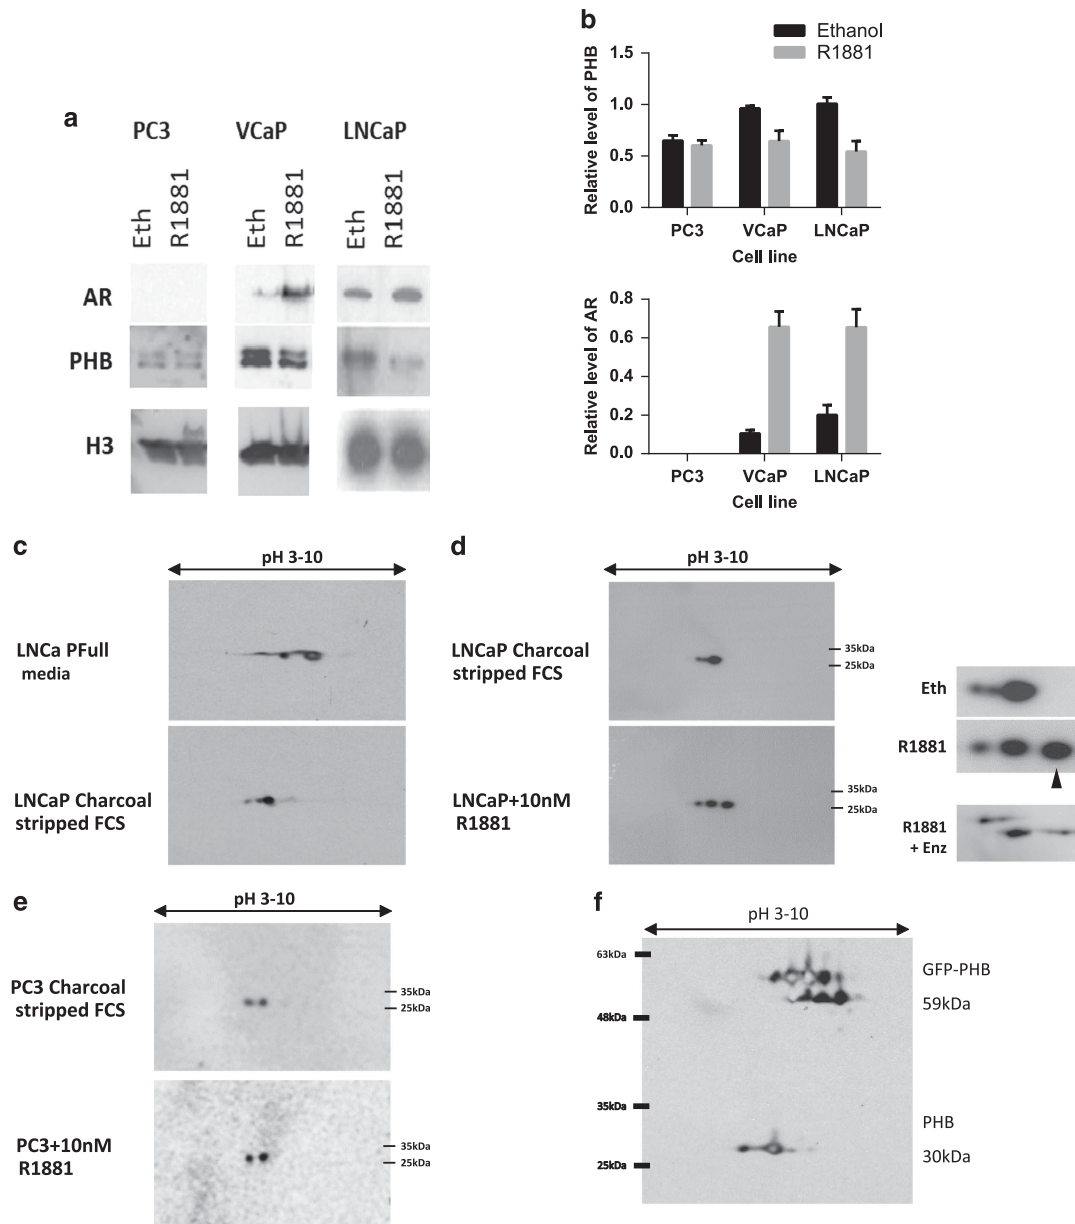 a
PC3 VCaP LNCaP
Eth R1881 Eth R1881 Eth R1881
AR
PHB
H3
b
Ethanol
R1881
Relative level of PHB
1.5
1.0
0.5
0.0
PC3 VCaP LNCaP
Cell line
Relative level of AR
0.8
0.6
0.4
0.2
0.0
PC3 VCaP LNCaP
Cell line
c
pH 3-10
LNCa PFull
media
LNCaP Charcoal
stripped FCS
d
pH 3-10
LNCaP Charcoal
stripped FCS
35kDa
25kDa
LNCaP+10nM
R1881
35kDa
25kDa
Eth
R1881
R1881
+ Enz
e
pH 3-10
PC3 Charcoal
stripped FCS
35kDa
25kDa
PC3+10nM
R1881
35kDa
25kDa
f
pH 3-10
63kDa
48kDa
35kDa
25kDa
GFP-PHB
59kDa
PHB
30kDa